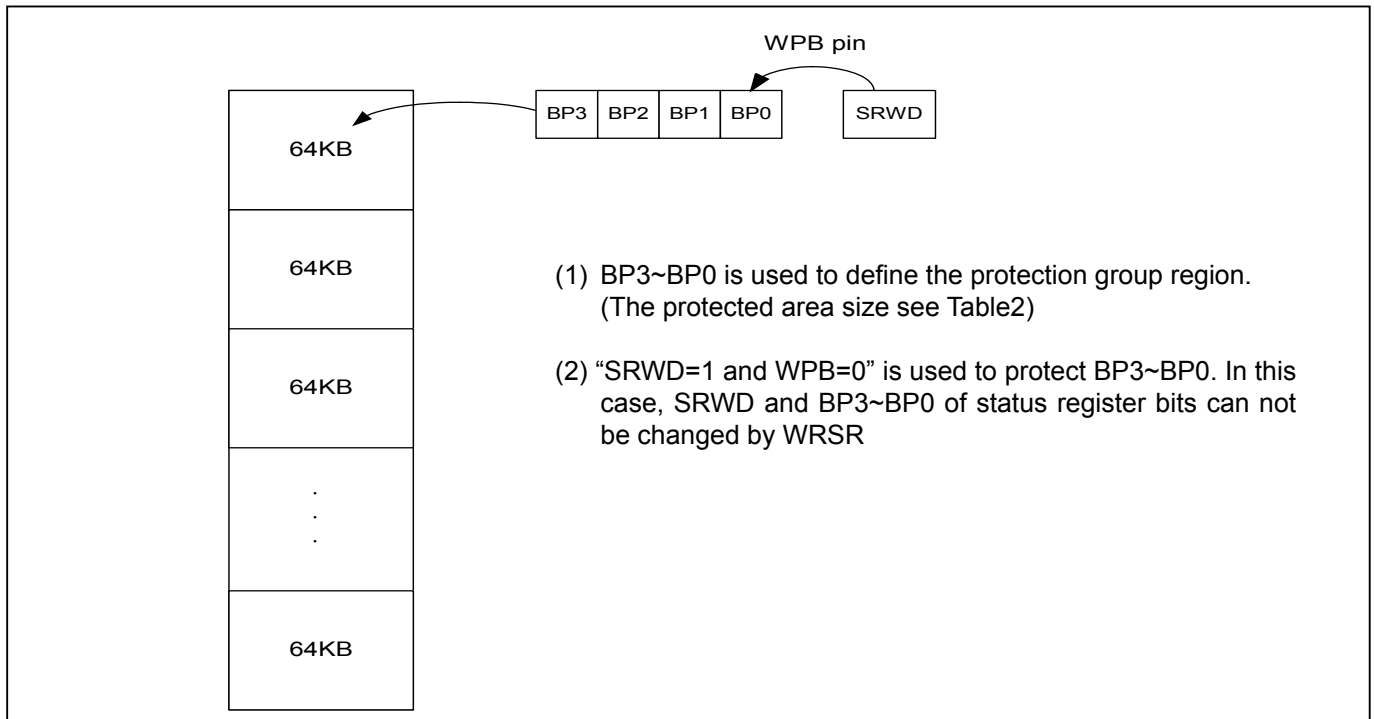 WPB pin
BP3 BP2 BP1 BP0 SRWD
64KB
64KB
64KB
.
.
.
64KB
(1) BP3~BP0 is used to define the protection group region.
(The protected area size see Table2)
(2) “SRWD=1 and WPB=0” is used to protect BP3~BP0. In this
case, SRWD and BP3~BP0 of status register bits can not
be changed by WRSR